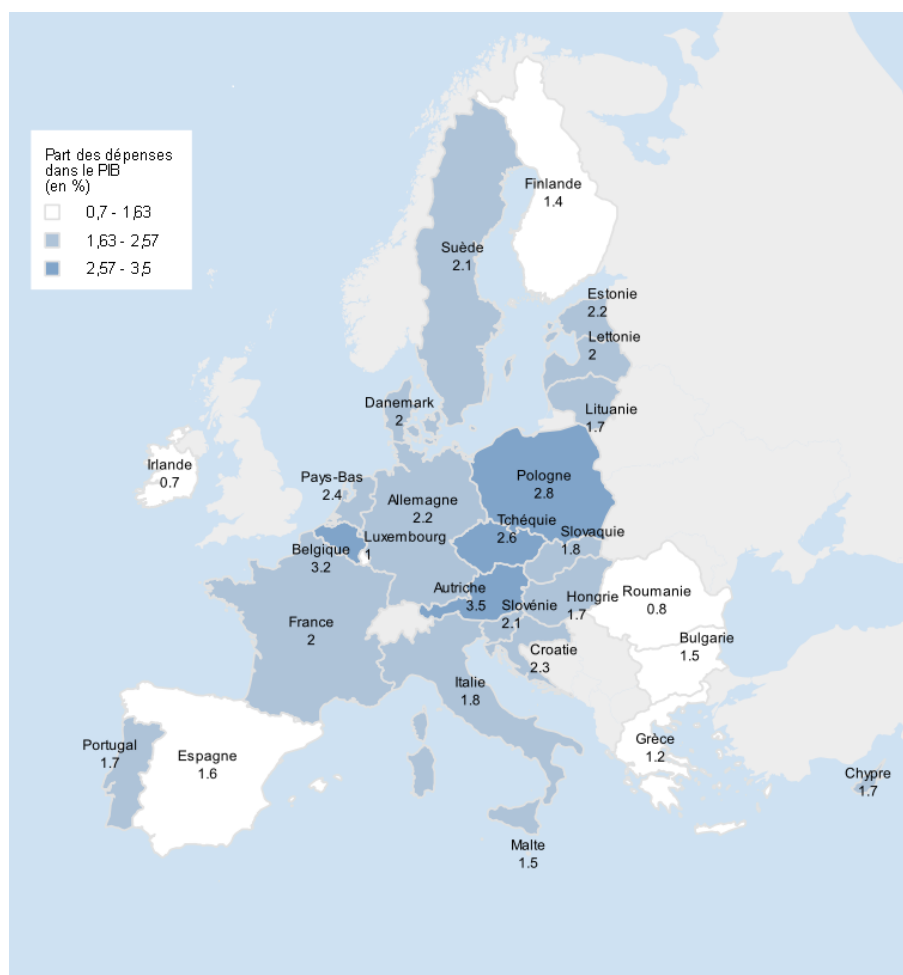 Part des dépenses
dans le PIB
(en %)
0,7 - 1,63
1,63 - 2,57
2,57 - 3,5
Finlande
1.4
Suède
2.1
Estonie
2.2
Lettonie
2
Lituanie
1.7
Danemark
2
Irlande
0.7
Pays-Bas
2.4
Allemagne
2.2
Pologne
2.8
Tchéquie
2.6
Slovaquie
1.8
Belgique
3.2
Luxembourg
1
Autriche
3.5
Slovénie
2.1
Hongrie
1.7
Roumanie
0.8
France
2
Croatie
2.3
Bulgarie
1.5
Italie
1.8
Portugal
1.7
Espagne
1.6
Grèce
1.2
Chypre
1.7
Malte
1.5